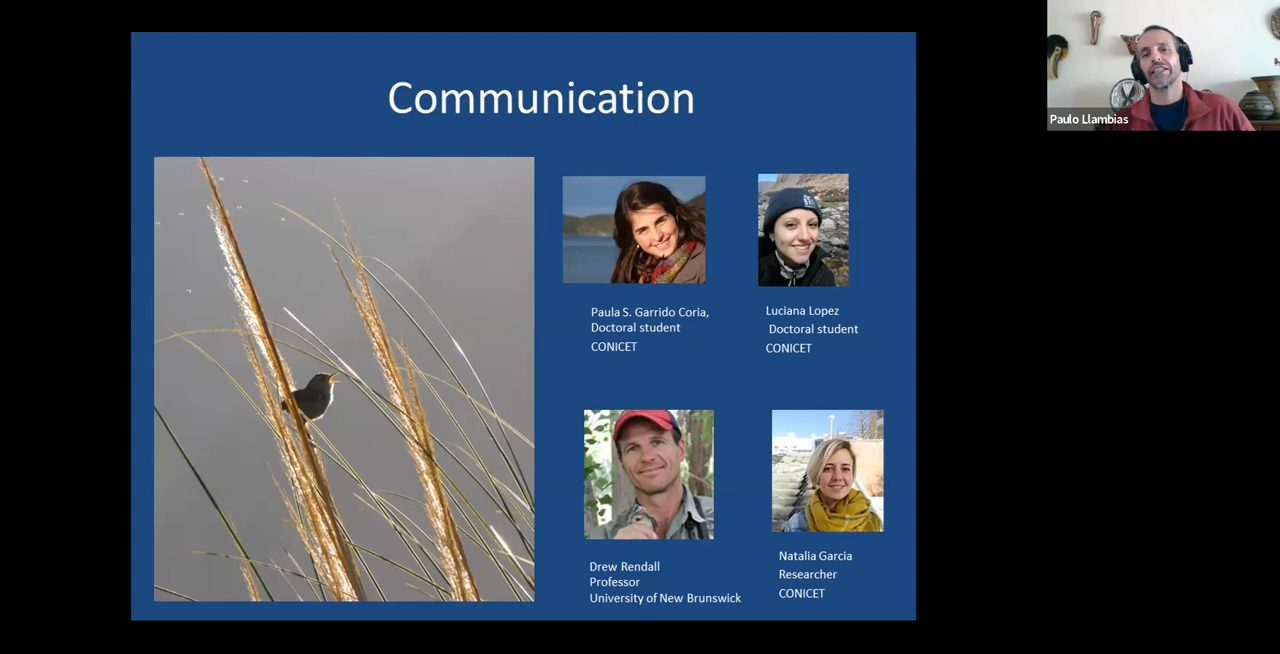 Communication
Paulo Llambias
Paula S. Garrido Coria,
Doctoral student
CONICET
Luciana Lopez
Doctoral student
CONICET
Drew Rendall
Professor
University of New Brunswick
Natalia Garcia
Researcher
CONICET